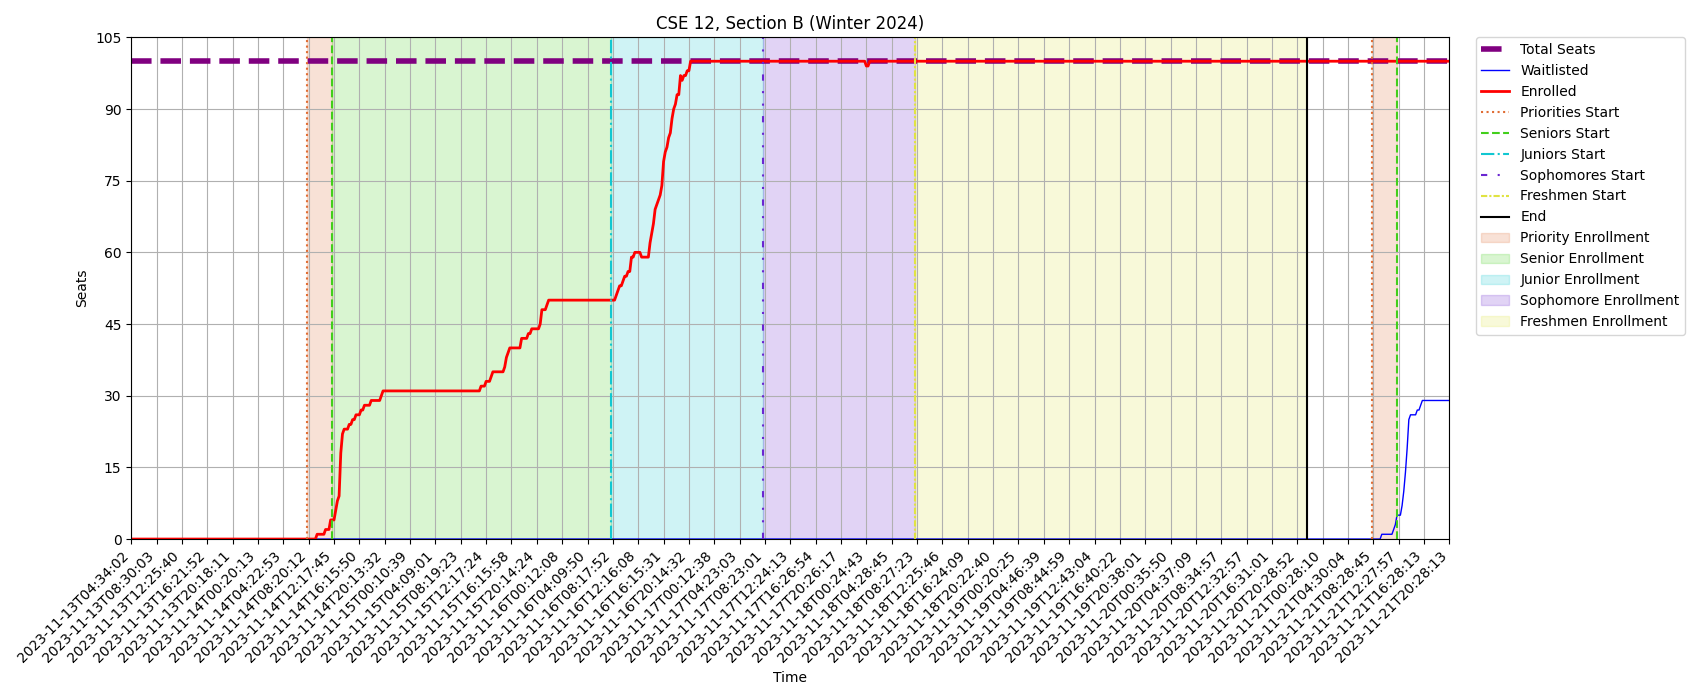 CSE 12, Section B (Winter 2024)
105
90
75
60
45
30
15
0
Seats
2023-11-13T04:34:02
2023-11-13T08:30:03
2023-11-13T12:25:40
2023-11-13T16:21:52
2023-11-13T20:18:11
2023-11-14T00:20:13
2023-11-14T04:22:53
2023-11-14T08:20:12
2023-11-14T12:17:45
2023-11-14T16:15:50
2023-11-14T20:13:32
2023-11-15T00:10:39
2023-11-15T04:09:01
2023-11-15T08:19:23
2023-11-15T12:17:24
2023-11-15T16:15:58
2023-11-15T20:14:24
2023-11-16T00:12:08
2023-11-16T04:09:50
2023-11-16T08:17:52
2023-11-16T12:16:08
2023-11-16T16:15:31
2023-11-16T20:14:32
2023-11-17T00:12:38
2023-11-17T04:23:03
2023-11-17T08:23:01
2023-11-17T12:24:13
2023-11-17T16:26:54
2023-11-17T20:26:17
2023-11-18T00:24:43
2023-11-18T04:28:45
2023-11-18T08:27:23
2023-11-18T12:25:46
2023-11-18T16:24:09
2023-11-18T20:22:40
2023-11-19T00:20:25
2023-11-19T04:46:39
2023-11-19T08:44:59
2023-11-19T12:43:04
2023-11-19T16:40:22
2023-11-19T20:38:01
2023-11-20T00:35:50
2023-11-20T04:37:09
2023-11-20T08:34:57
2023-11-20T12:32:57
2023-11-20T16:31:01
2023-11-20T20:28:52
2023-11-21T00:28:10
2023-11-21T04:30:04
2023-11-21T08:28:45
2023-11-21T12:27:57
2023-11-21T16:28:13
2023-11-21T20:28:13
Time
Total Seats
Waitlisted
Enrolled
Priorities Start
Seniors Start
Juniors Start
Sophomores Start
Freshmen Start
End
Priority Enrollment
Senior Enrollment
Junior Enrollment
Sophomore Enrollment
Freshmen Enrollment